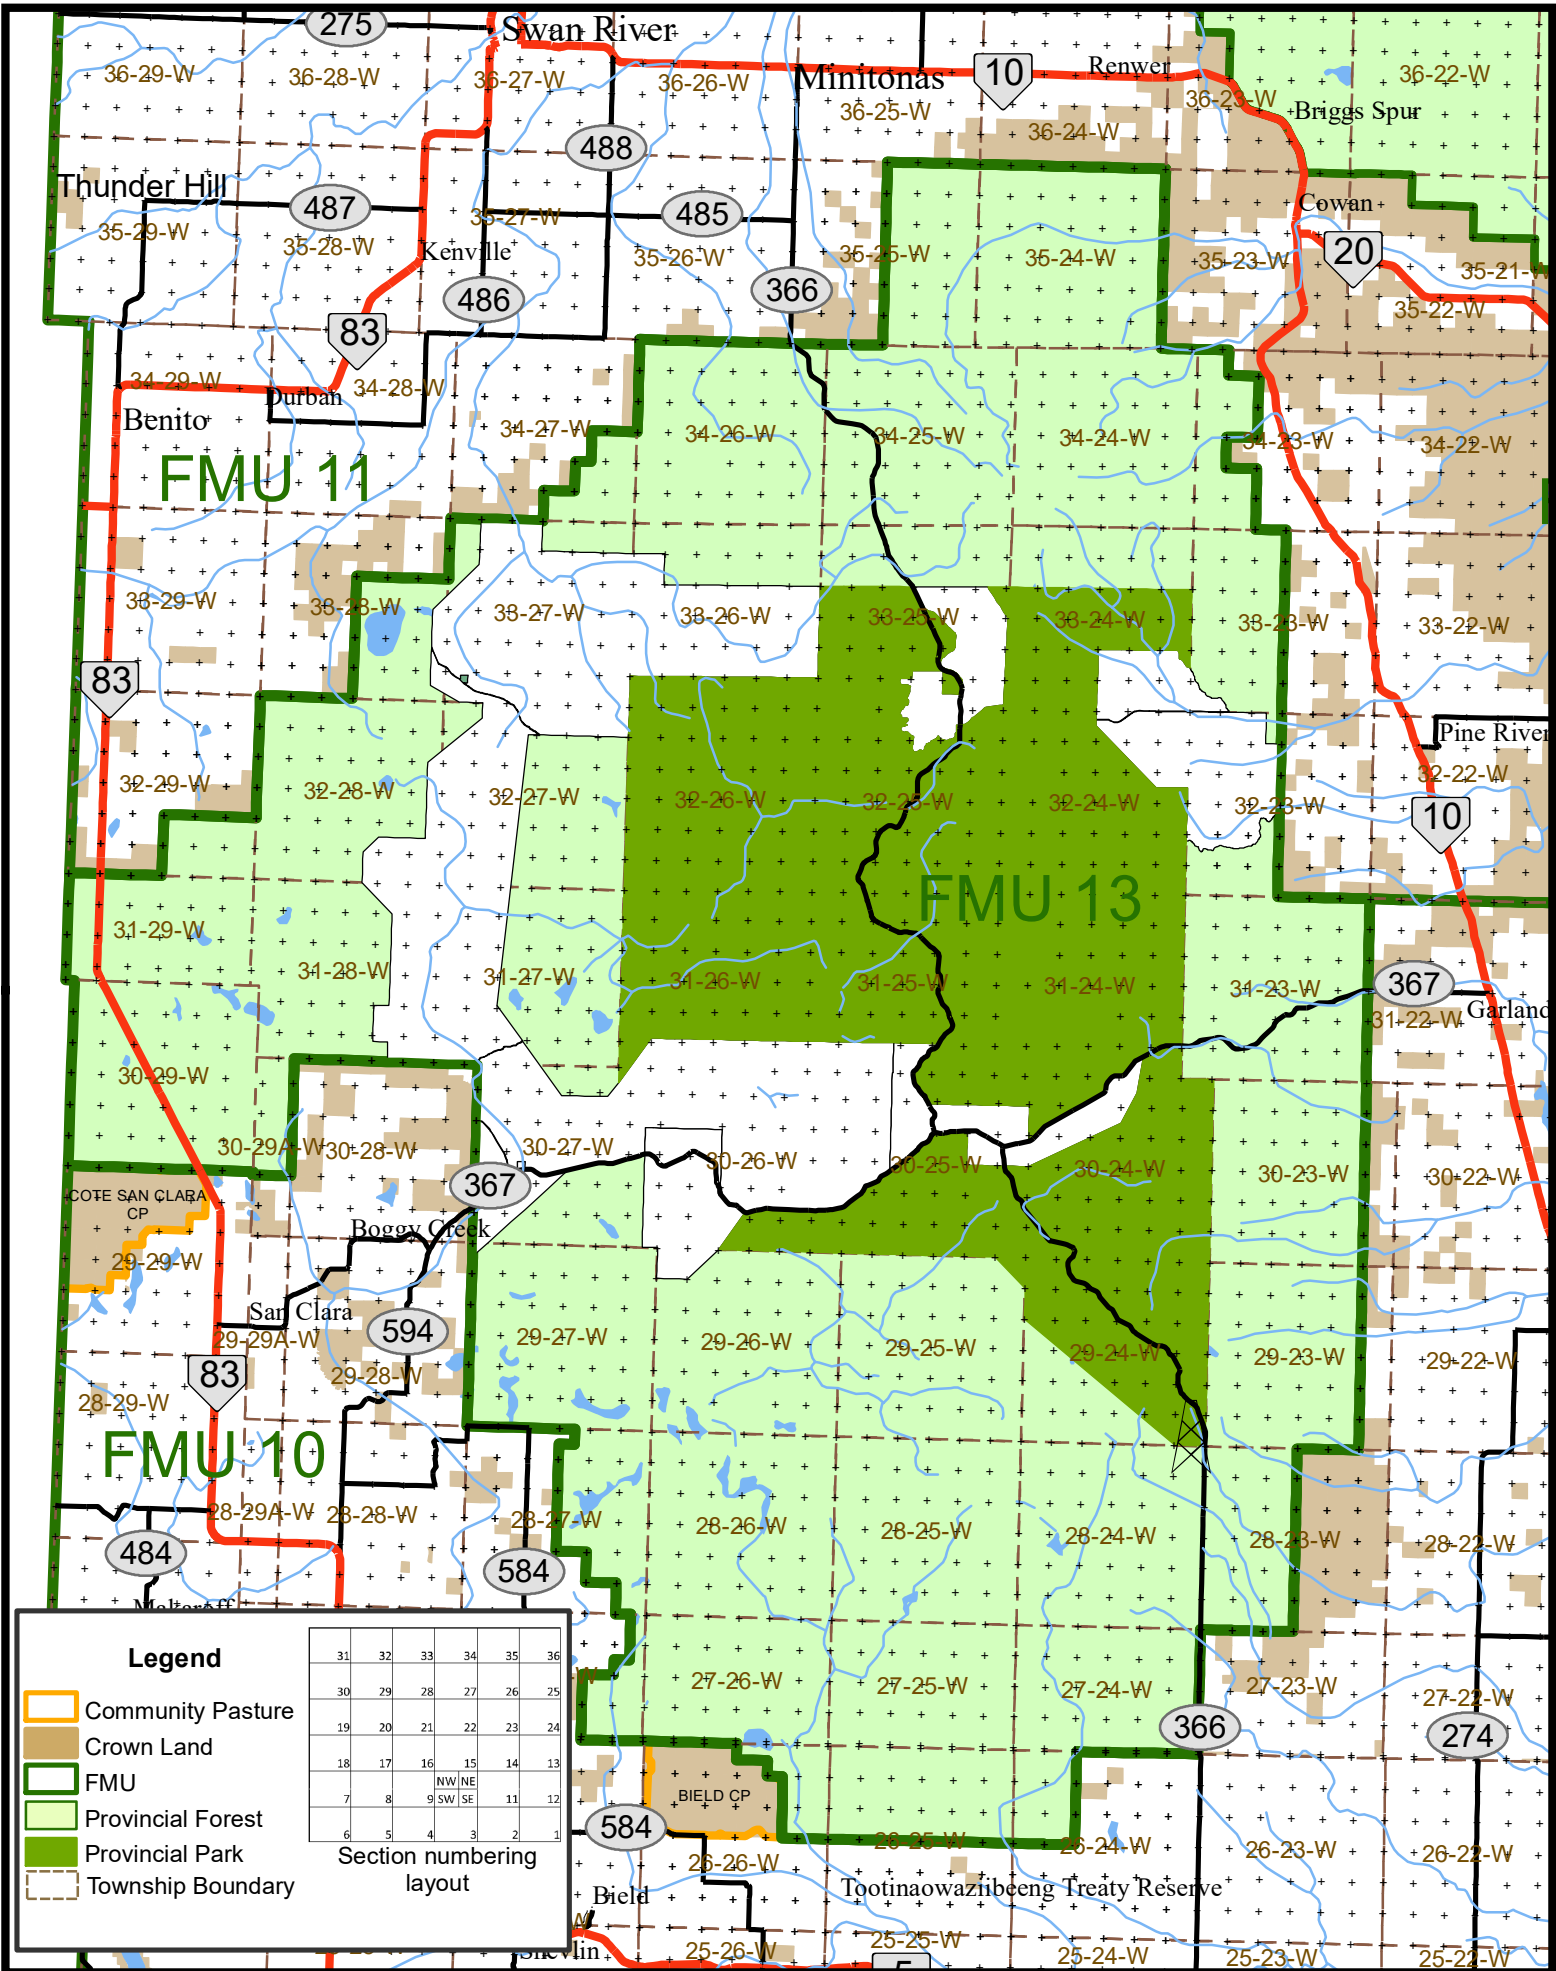 275
Swan River
Minitonas
10
Renwer
36-29-W
36-28-W
36-27-W
36-26-W
36-25-W
36-24-W
36-23-W
36-22-W
Briggs Spur
488
Thunder Hill
487
485
35-29-W
35-28-W
35-27-W
35-26-W
35-25-W
35-24-W
35-23-W
35-22-W
35-21-W
Cowan
20
Kenville
486
366
83
34-29-W
34-28-W
Durban
Benito
34-27-W
34-26-W
34-25-W
34-24-W
34-23-W
34-22-W
FMU 11
33-29-W
33-28-W
33-27-W
33-26-W
33-25-W
33-24-W
33-23-W
33-22-W
83
Pine River
32-29-W
32-28-W
32-27-W
32-26-W
32-25-W
32-24-W
32-23-W
32-22-W
10
FMU 13
31-29-W
31-28-W
31-27-W
31-26-W
31-25-W
31-24-W
31-23-W
367
Garland
31-22-W
30-29-W
30-29A-W
30-28-W
30-27-W
30-26-W
30-25-W
30-24-W
30-23-W
30-22-W
367
COTE SAN CLARA
CP
Boggy Creek
29-29-W
San Clara
594
29-29A-W
29-28-W
29-27-W
29-26-W
29-25-W
29-24-W
29-23-W
29-22-W
83
28-29-W
FMU 10
28-29A-W
28-28-W
28-27-W
28-26-W
28-25-W
28-24-W
28-23-W
28-22-W
484
584
Makaroff
27-26-W
27-25-W
27-24-W
27-23-W
27-22-W
366
274
BIELD CP
584
26-26-W
26-25-W
26-24-W
26-23-W
26-22-W
Bield
Tootinaowaziibeeng Treaty Reserve
Shevlin
25-26-W
25-25-W
25-24-W
25-23-W
25-22-W
5
Legend
Community Pasture
Crown Land
FMU
Provincial Forest
Provincial Park
Township Boundary
31 32 33 34 35 36
30 29 28 27 26 25
19 20 21 22 23 24
18 17 16 15 14 13
NW NE
7 8 9 SW SE 11 12
6 5 4 3 2 1
Section numbering
layout